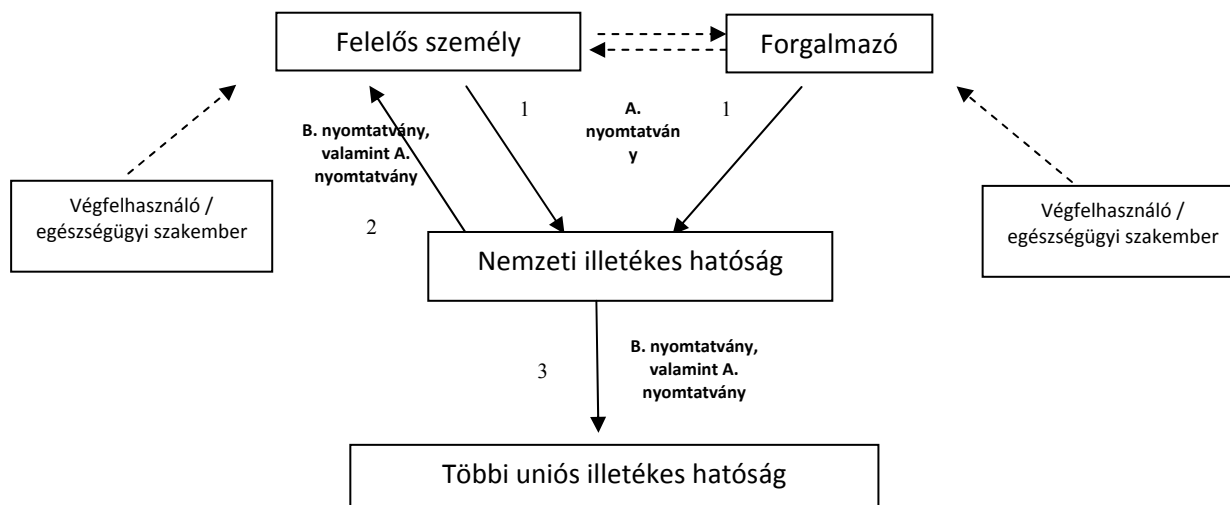 Felelős személy
Forgalmazó
1
A.
nyomtatván
y
1
B. nyomtatvány,
valamint A.
nyomtatvány
2
Végfelhasználó /
egészségügyi szakember
Végfelhasználó /
egészségügyi szakember
Nemzeti illetékes hatóság
3
B. nyomtatvány,
valamint A.
nyomtatvány
Többi uniós illetékes hatóság